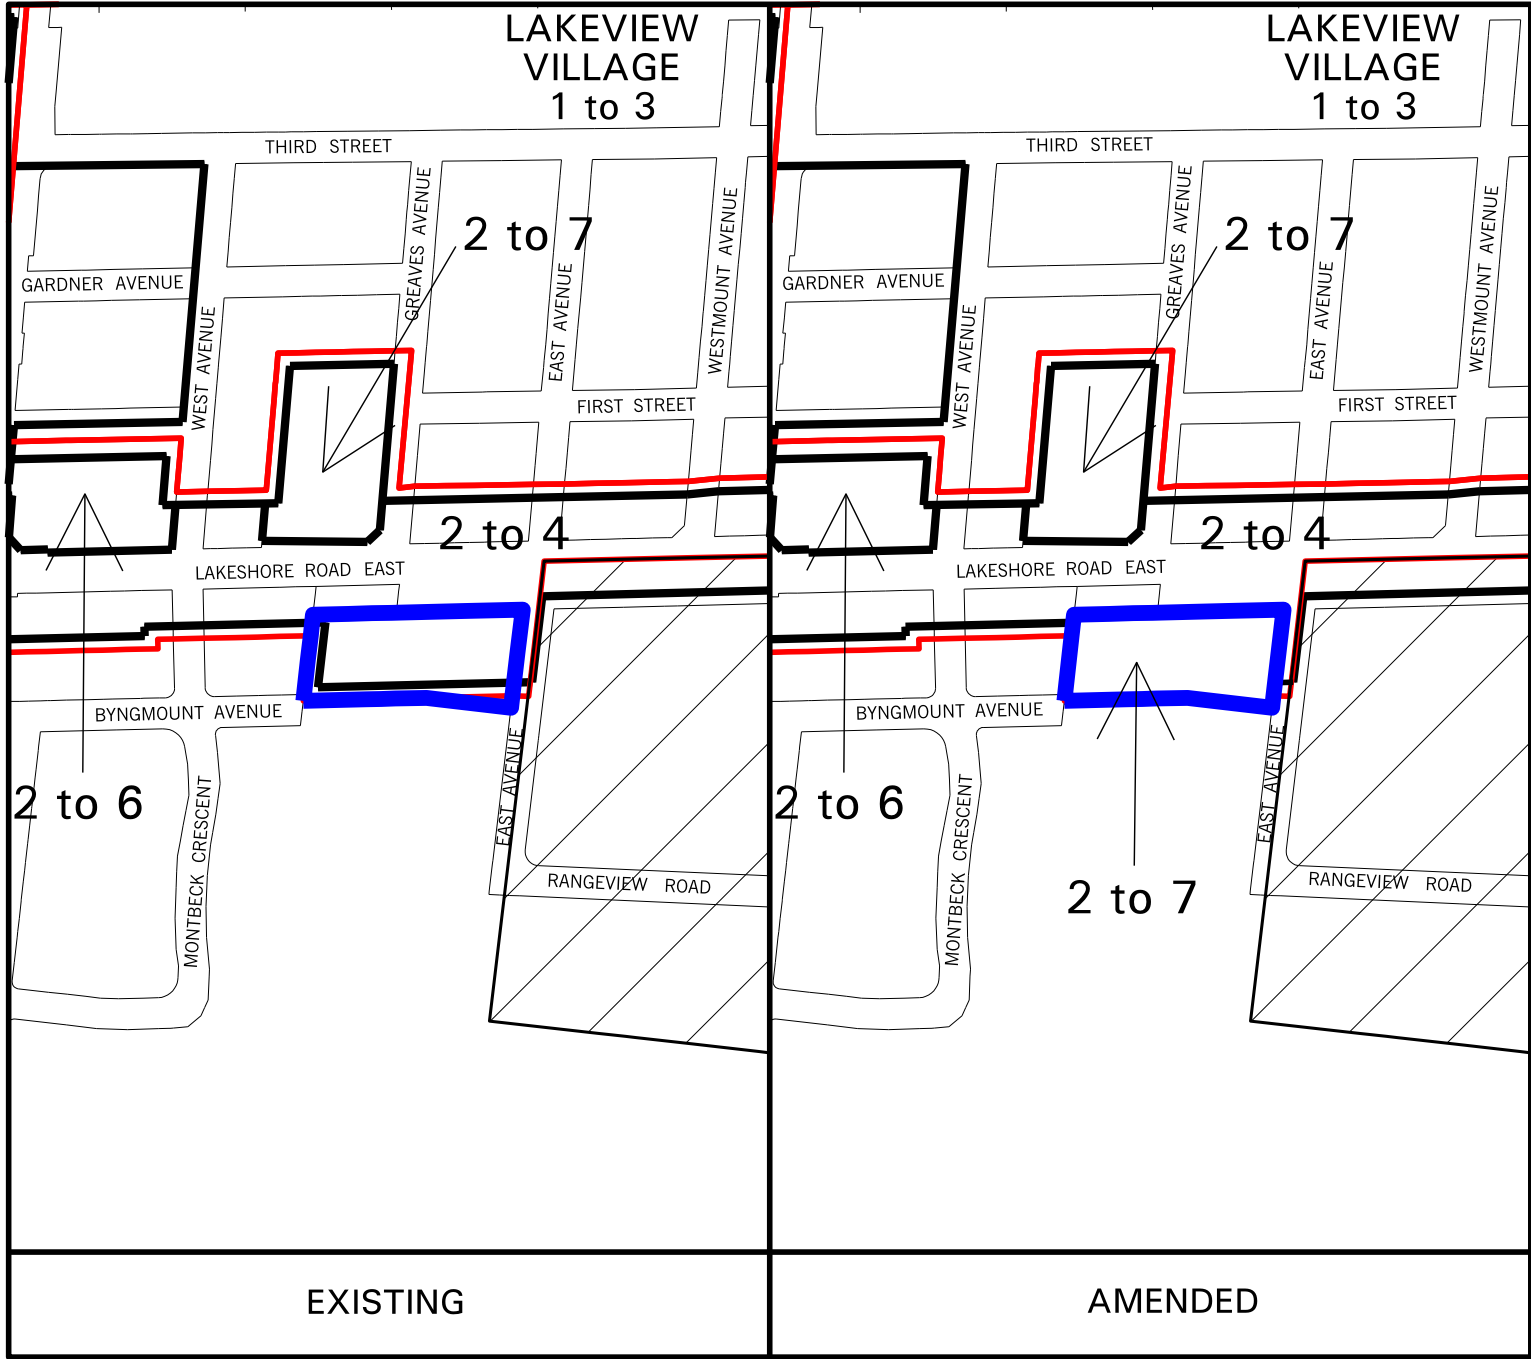 LAKEVIEW
VILLAGE
1 to 3
THIRD STREET
GREAVES AVENUE
WESTMOUNT AVENUE
2 to 7
GARDNER AVENUE
WEST AVENUE
EAST AVENUE
FIRST STREET
2 to 4
LAKESHORE ROAD EAST
BYNGMOUNT AVENUE
EAST AVENUE
2 to 6
MONTBECK CRESCENT
RANGEVIEW ROAD
EXISTING
LAKEVIEW
VILLAGE
1 to 3
THIRD STREET
GREAVES AVENUE
WESTMOUNT AVENUE
2 to 7
GARDNER AVENUE
WEST AVENUE
EAST AVENUE
FIRST STREET
2 to 4
LAKESHORE ROAD EAST
BYNGMOUNT AVENUE
EAST AVENUE
2 to 6
MONTBECK CRESCENT
RANGEVIEW ROAD
2 to 7
AMENDED